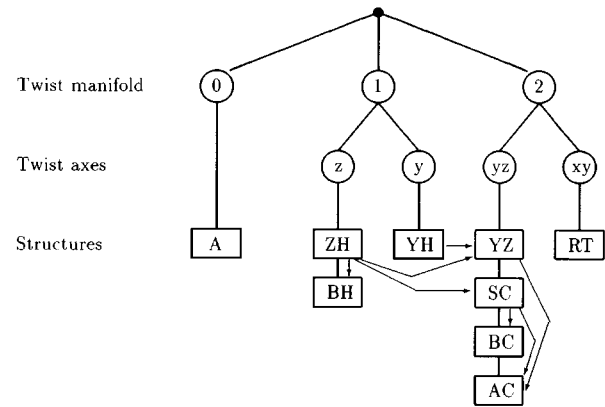 Twist manifold 0 1 2
Twist axes z y yz xy
Structures A ZH YH YZ RT
BH SC
BC
AC